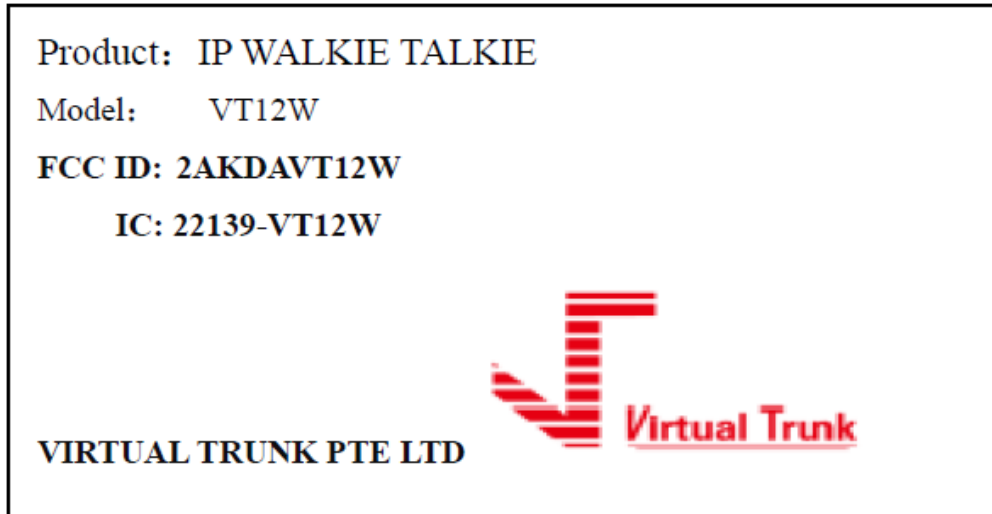 Product： IP WALKIE TALKIE
Model： VT12W
FCC ID: 2AKDAVT12W
IC: 22139-VT12W
Virtual Trunk
VIRTUAL TRUNK PTE LTD